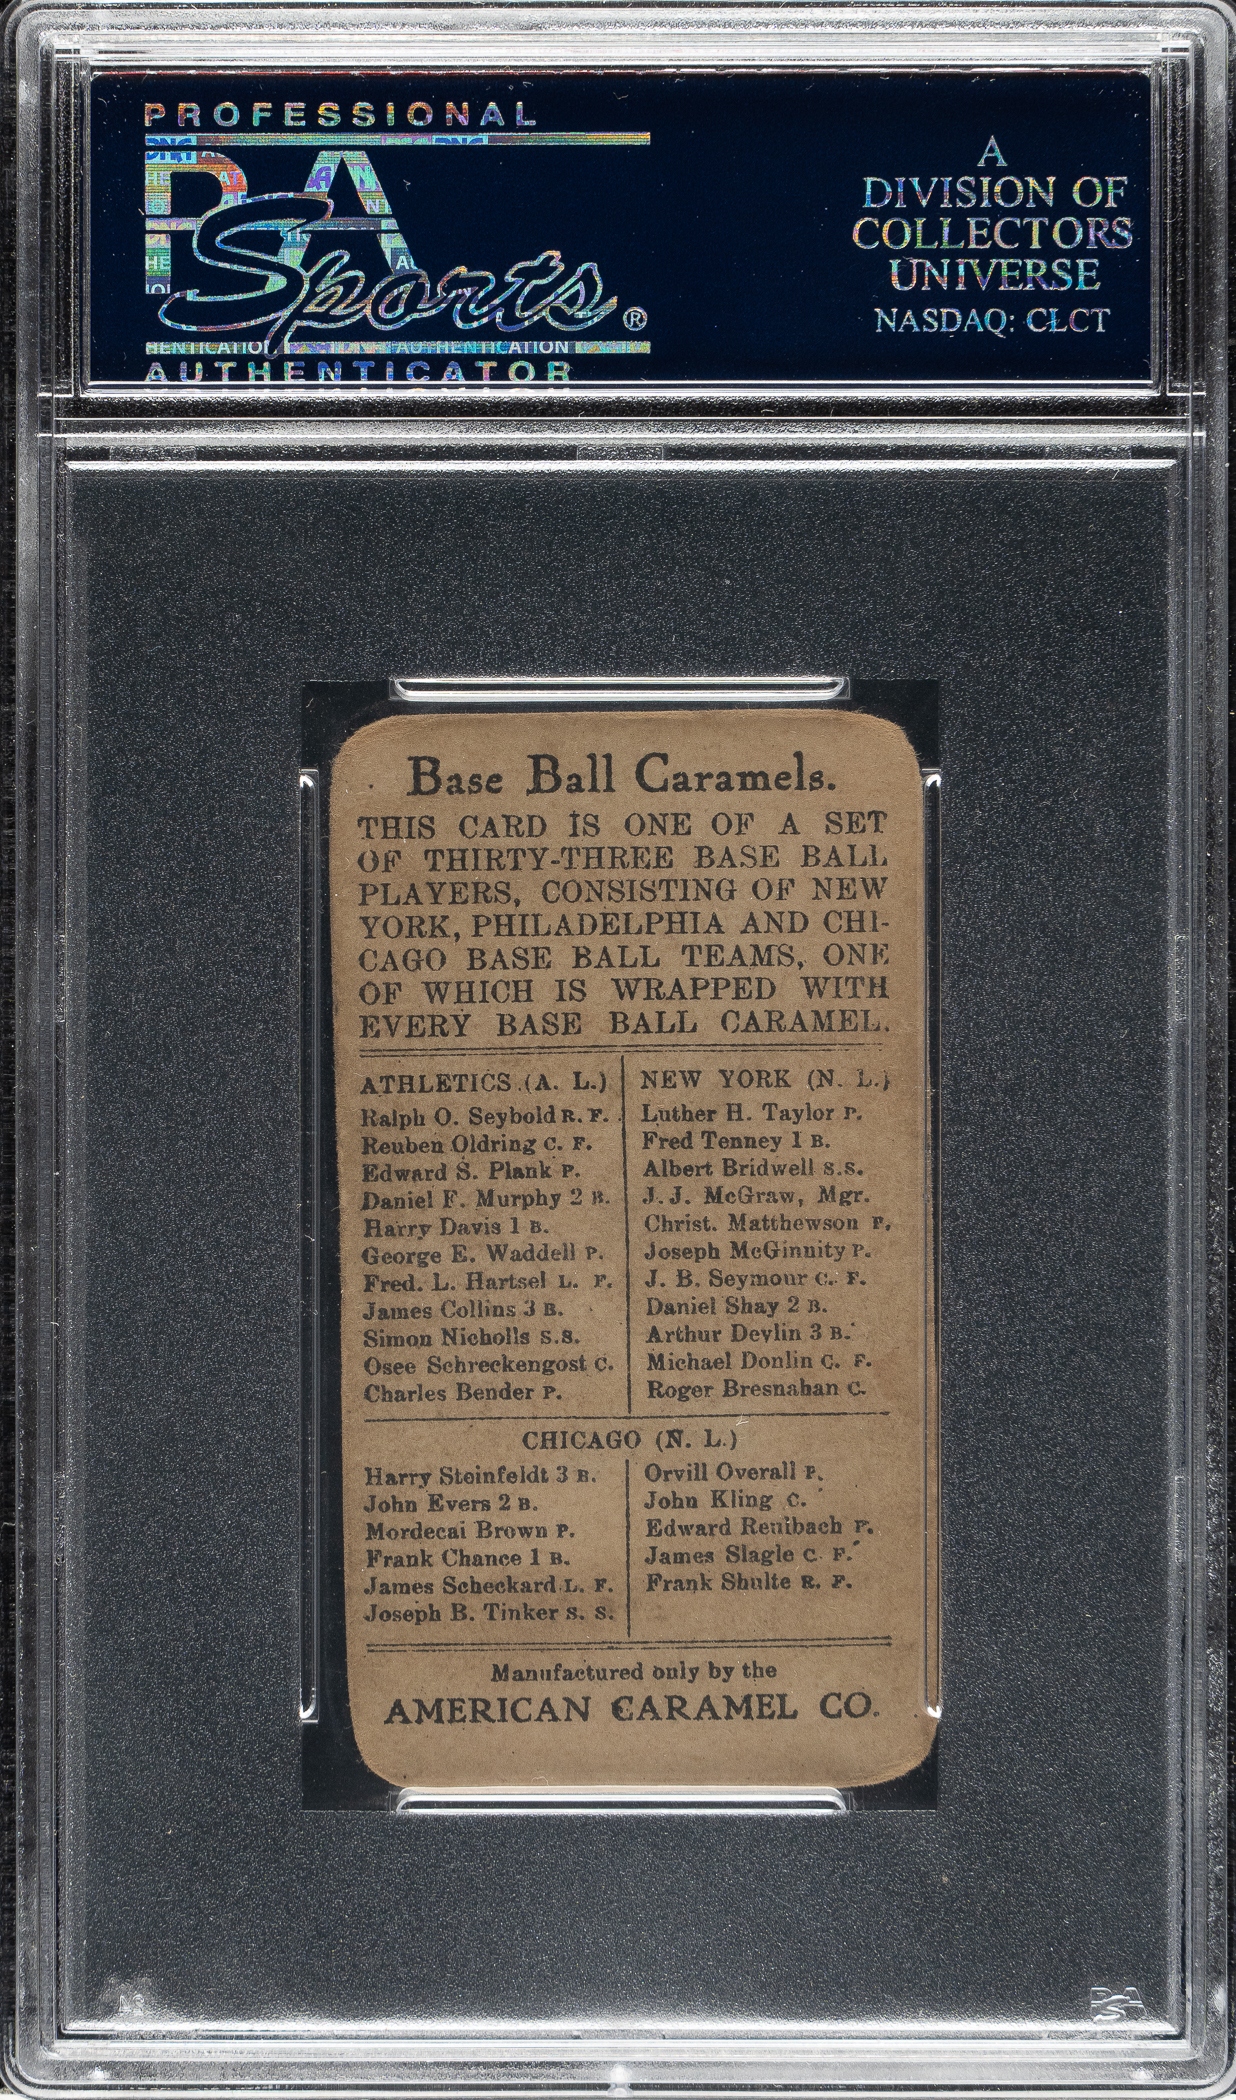 PROFESSIONAL
PSA
Sports®
AUTHENTICATOR
A
DIVISION OF
COLLECTORS
UNIVERSE
NASDAQ: CLCT
Base Ball Caramels.
THIS CARD IS ONE OF A SET
OF THIRTY-THREE BASE BALL
PLAYERS, CONSISTING OF NEW
YORK, PHILADELPHIA AND CHI-
CAGO BASE BALL TEAMS, ONE
OF WHICH IS WRAPPED WITH
EVERY BASE BALL CARAMEL.
ATHLETICS (A. L.)
Ralph O. Seybold R. F.
Reuben Oldring C. F.
Edward S. Plank P.
Daniel F. Murphy 2 B.
Harry Davis 1 B.
George E. Waddell P.
Fred. L. Hartsel L. F.
James Collins 3 B.
Simon Nicholls S.S.
Osee Schreckengost C.
Charles Bender P.
NEW YORK (N. L.)
Luther H. Taylor P.
Fred Tenney 1 B.
Albert Bridwell S.S.
J. J. McGraw, Mgr.
Christ. Matthewson P.
Joseph McGinnity P.
J. B. Seymour C. F.
Daniel Shay 2 B.
Arthur Devlin 3 B.
Michael Donlin C. F.
Roger Bresnahan C.
CHICAGO (N. L.)
Harry Steinfeldt 3 B.
John Evers 2 B.
Mordecai Brown P.
Frank Chance 1 B.
James Scheckard L. F.
Joseph B. Tinker S. S.
Orvill Overall P.
John Kling C.
Edward Reulbach P.
James Slagle C. F.
Frank Shulte R. F.
Manufactured only by the
AMERICAN CARAMEL CO.
PSA